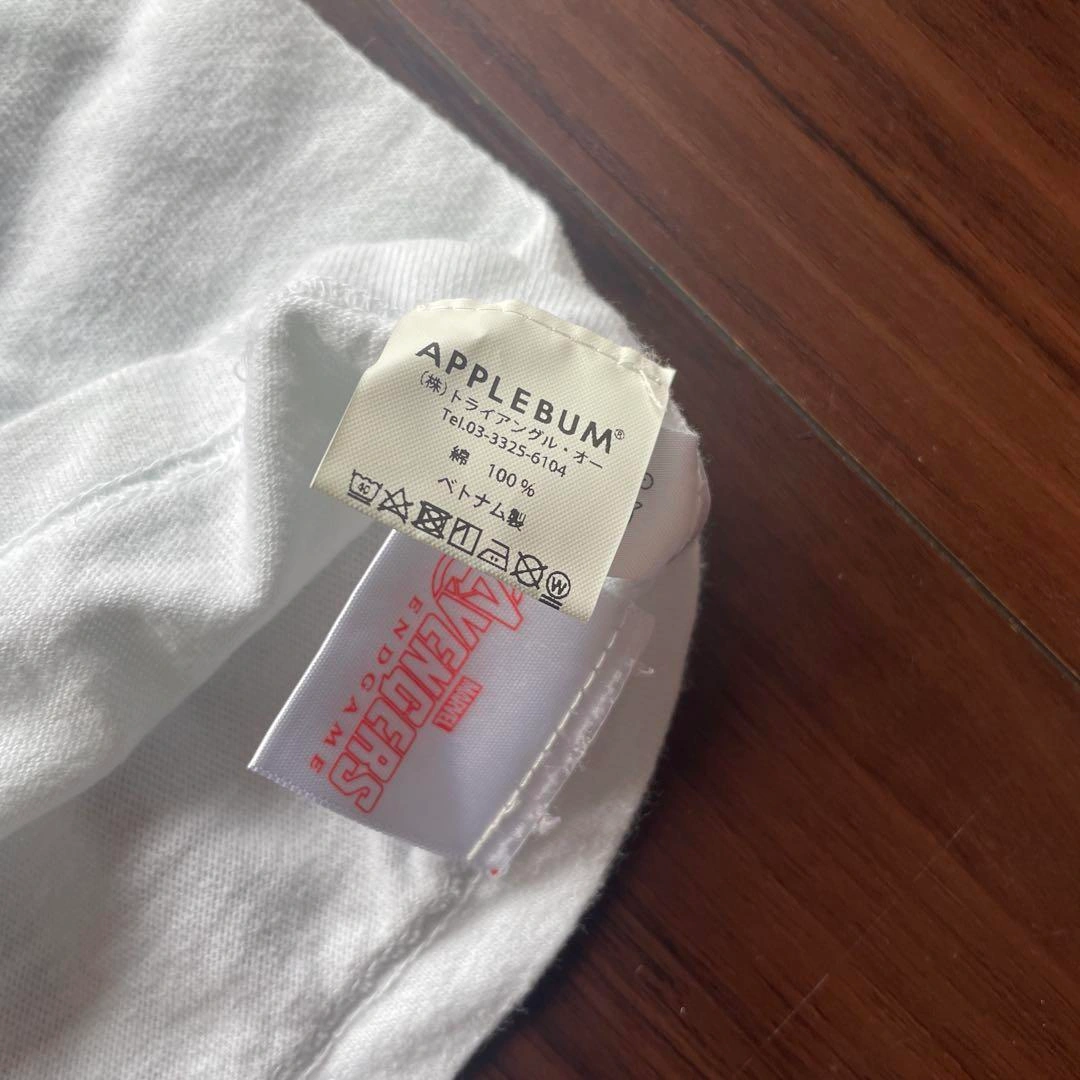 APPLEBUM®
(株)トライアングル・オー
Tel.03-3325-6104
綿 100%
ベトナム製
MARVEL
AVENGERS
ENDGAME